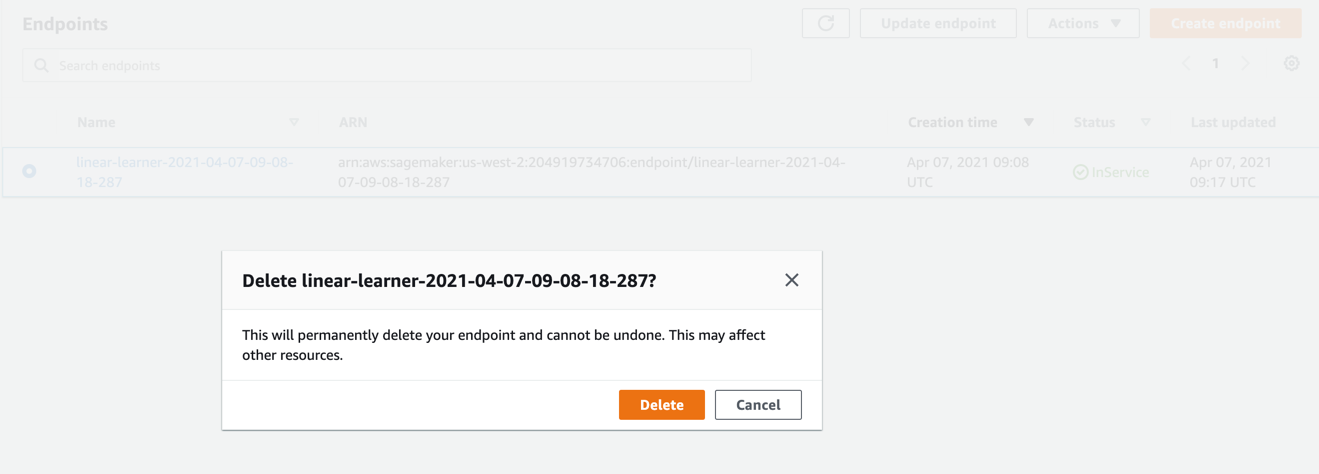 Endpoints
Update endpoint
Actions
Create endpoint
Search endpoints
1
Name
ARN
Creation time
Status
Last updated
linear-learner-2021-04-07-09-08-
18-287
arn:aws:sagemaker:us-west-2:204919734706:endpoint/linear-learner-2021-04-
07-09-08-18-287
Apr 07, 2021 09:08
UTC
InService
Apr 07, 2021
09:17 UTC
Delete linear-learner-2021-04-07-09-08-18-287?
This will permanently delete your endpoint and cannot be undone. This may affect
other resources.
Delete
Cancel